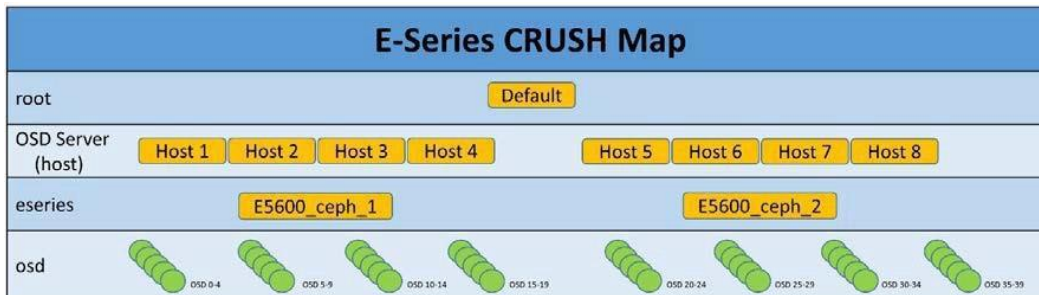 E-Series CRUSH Map
root
Default
OSD Server
(host)
Host 1 Host 2 Host 3 Host 4 Host 5 Host 6 Host 7 Host 8
eseries
E5600_ceph_1 E5600_ceph_2
osd
OSD 0-4 OSD 5-9 OSD 10-14 OSD 15-19 OSD 20-24 OSD 25-29 OSD 30-34 OSD 35-39